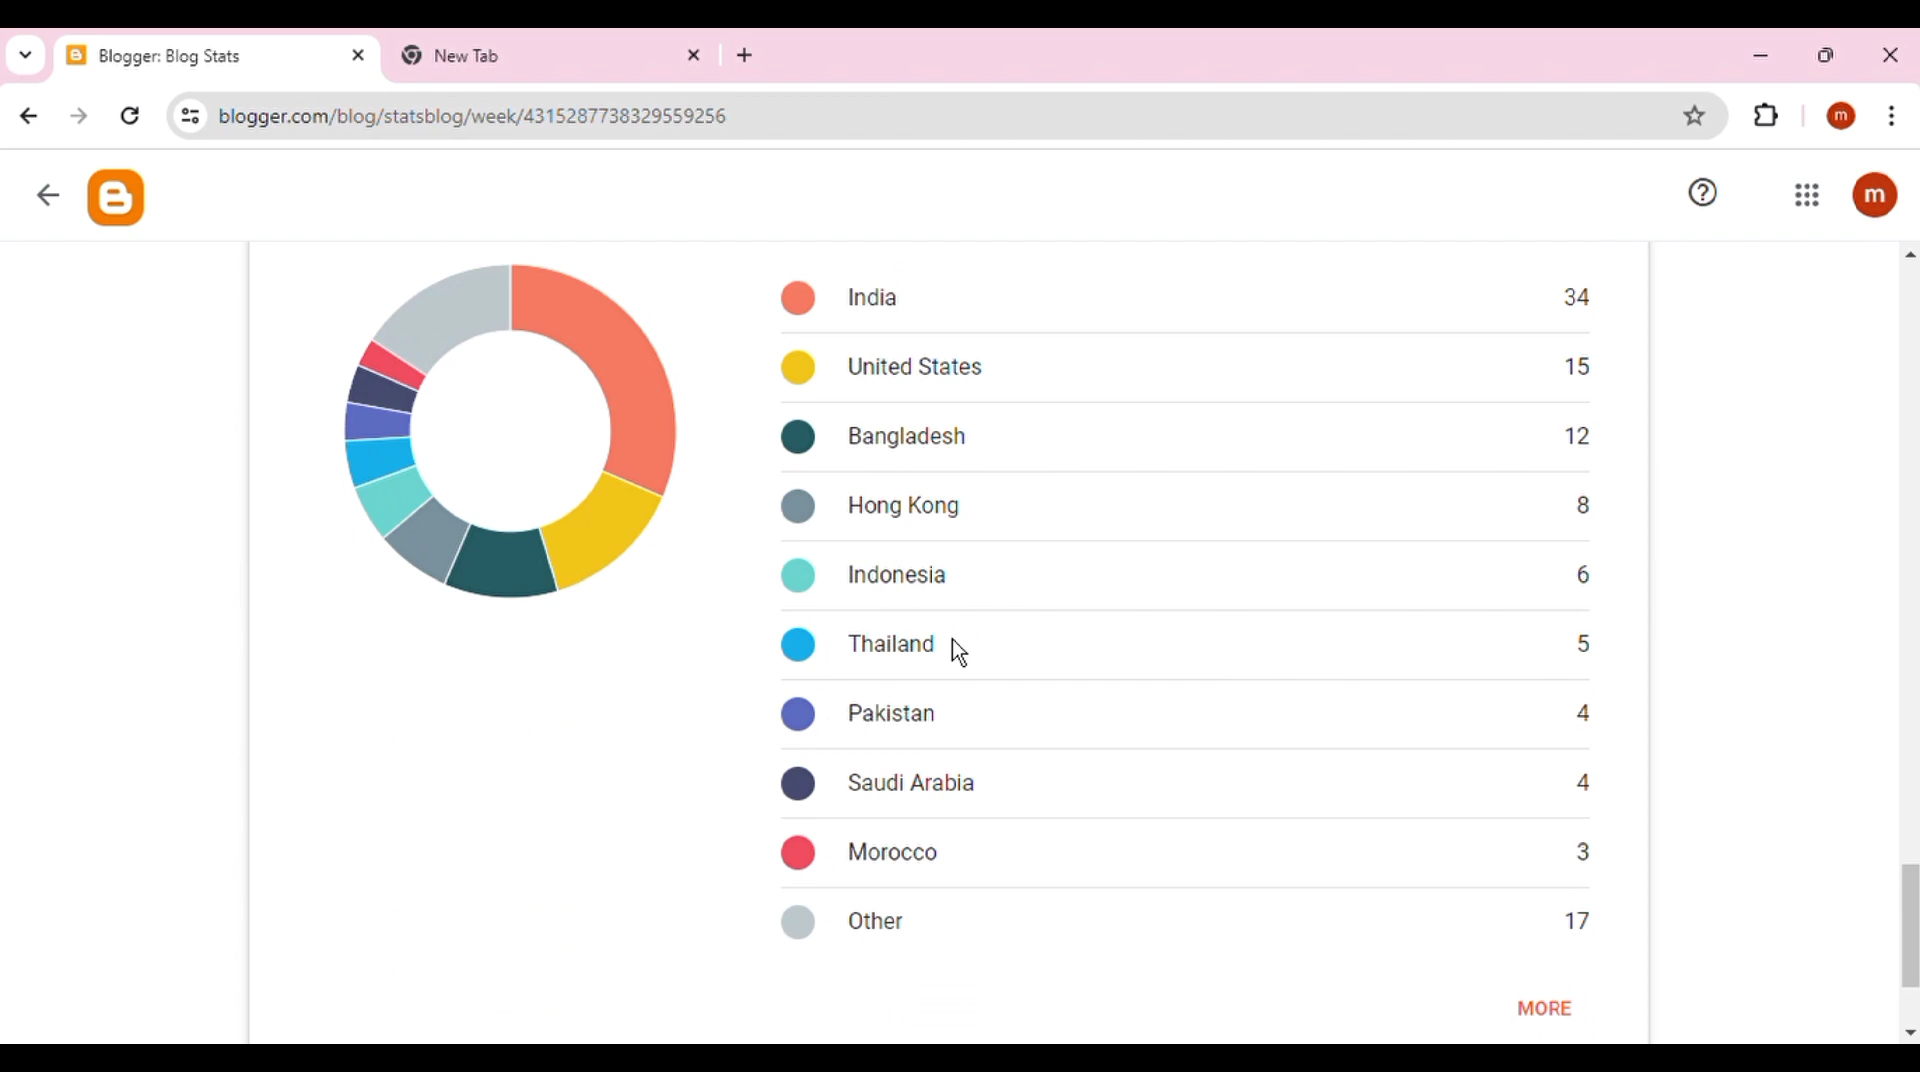 Blogger: Blog Stats
New Tab
blogger.com/blog/statsblog/week/4315287738329559256
m
m
India 34
United States 15
Bangladesh 12
Hong Kong 8
Indonesia 6
Thailand 5
Pakistan 4
Saudi Arabia 4
Morocco 3
Other 17
MORE